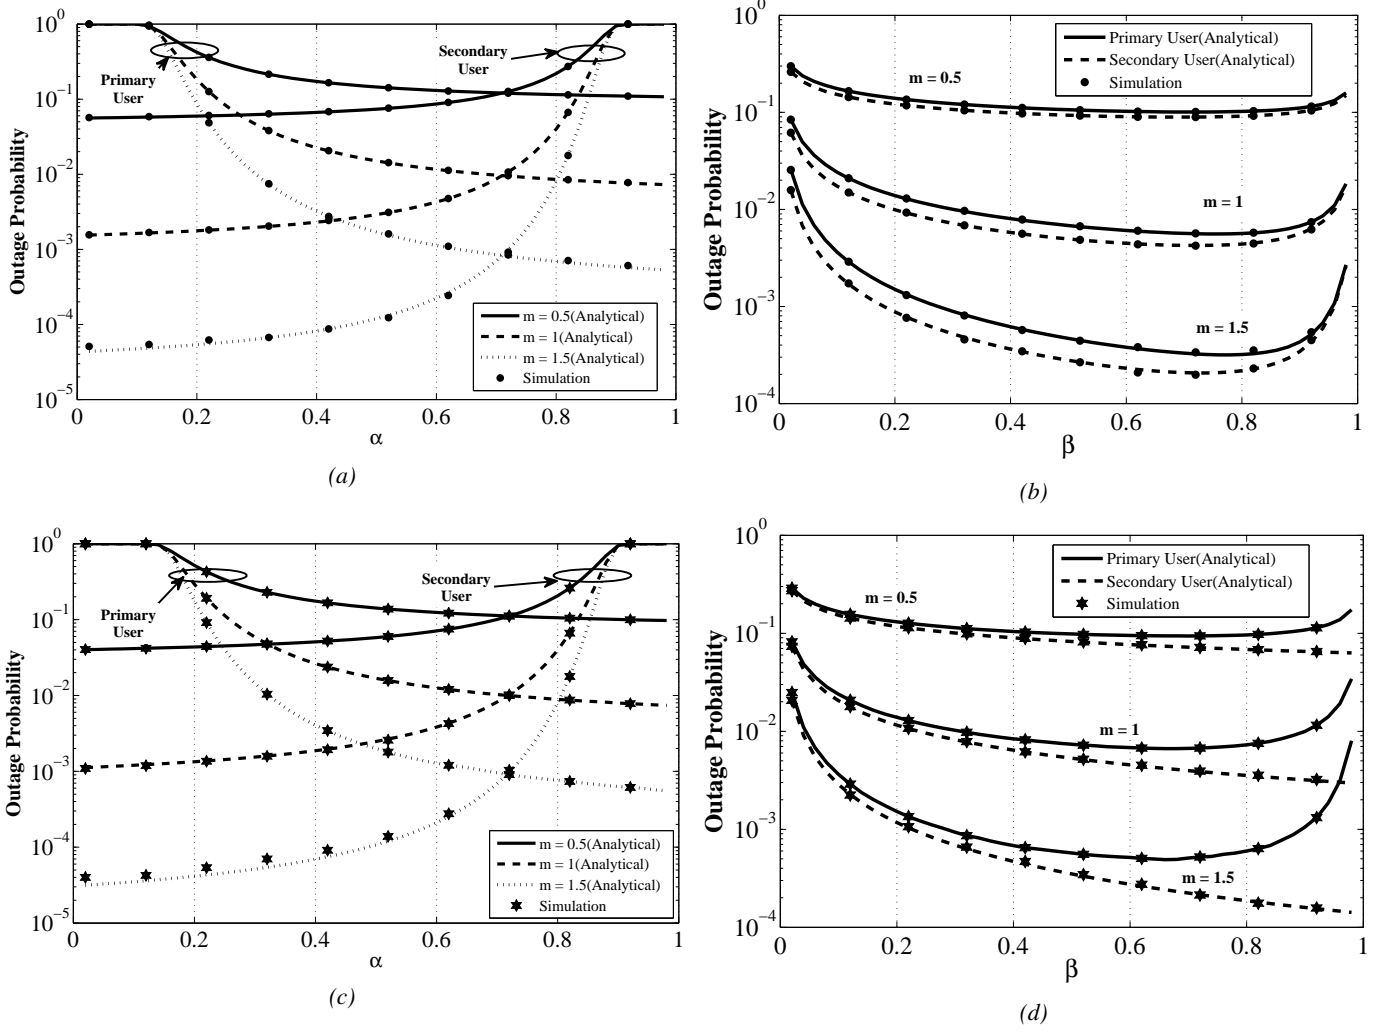 Outage Probability
10^0
10^-1
10^-2
10^-3
10^-4
10^-5
Primary
User
Secondary
User
m = 0.5(Analytical)
m = 1(Analytical)
m = 1.5(Analytical)
Simulation
0 0.2 0.4 0.6 0.8 1
α
(a)
Outage Probability
10^0
10^-1
10^-2
10^-3
10^-4
Primary User(Analytical)
Secondary User(Analytical)
Simulation
m = 0.5
m = 1
m = 1.5
0 0.2 0.4 0.6 0.8 1
β
(b)
Outage Probability
10^0
10^-1
10^-2
10^-3
10^-4
10^-5
Primary
User
Secondary
User
m = 0.5(Analytical)
m = 1(Analytical)
m = 1.5(Analytical)
Simulation
0 0.2 0.4 0.6 0.8 1
α
(c)
Outage Probability
10^0
10^-1
10^-2
10^-3
10^-4
Primary User(Analytical)
Secondary User(Analytical)
Simulation
m = 0.5
m = 1
m = 1.5
0 0.2 0.4 0.6 0.8 1
β
(d)